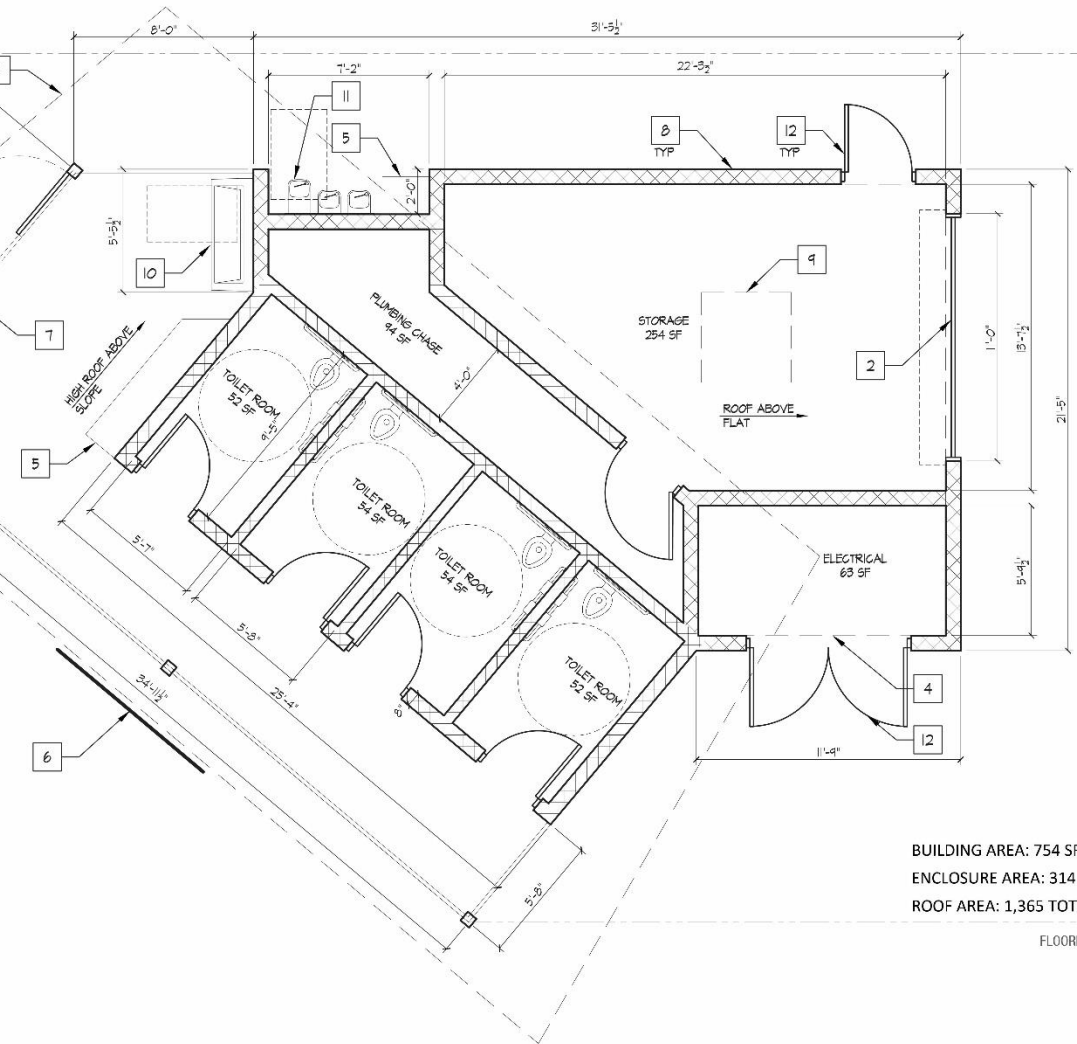 8'-0"
31'-5½"
7'-2"
22'-3½"
11
5
8
TYP
12
TYP
2'-0"
5'-5½"
10
9
7
PLUMBING CHASE
94 SF
STORAGE
254 SF
2
1'-0"
13'-7½"
21'-5"
HIGH ROOF ABOVE
SLOPE
4'-0"
TOILET ROOM
52 SF
9'-5"
ROOF ABOVE
FLAT
5
TOILET ROOM
54 SF
5'-7"
TOILET ROOM
54 SF
ELECTRICAL
63 SF
5'-9½"
5'-8"
TOILET ROOM
52 SF
34'-11½"
25'-4"
8"
4
6
12
11'-9"
5'-8"
BUILDING AREA: 754 SF
ENCLOSURE AREA: 314
ROOF AREA: 1,365 TOT
FLOOR